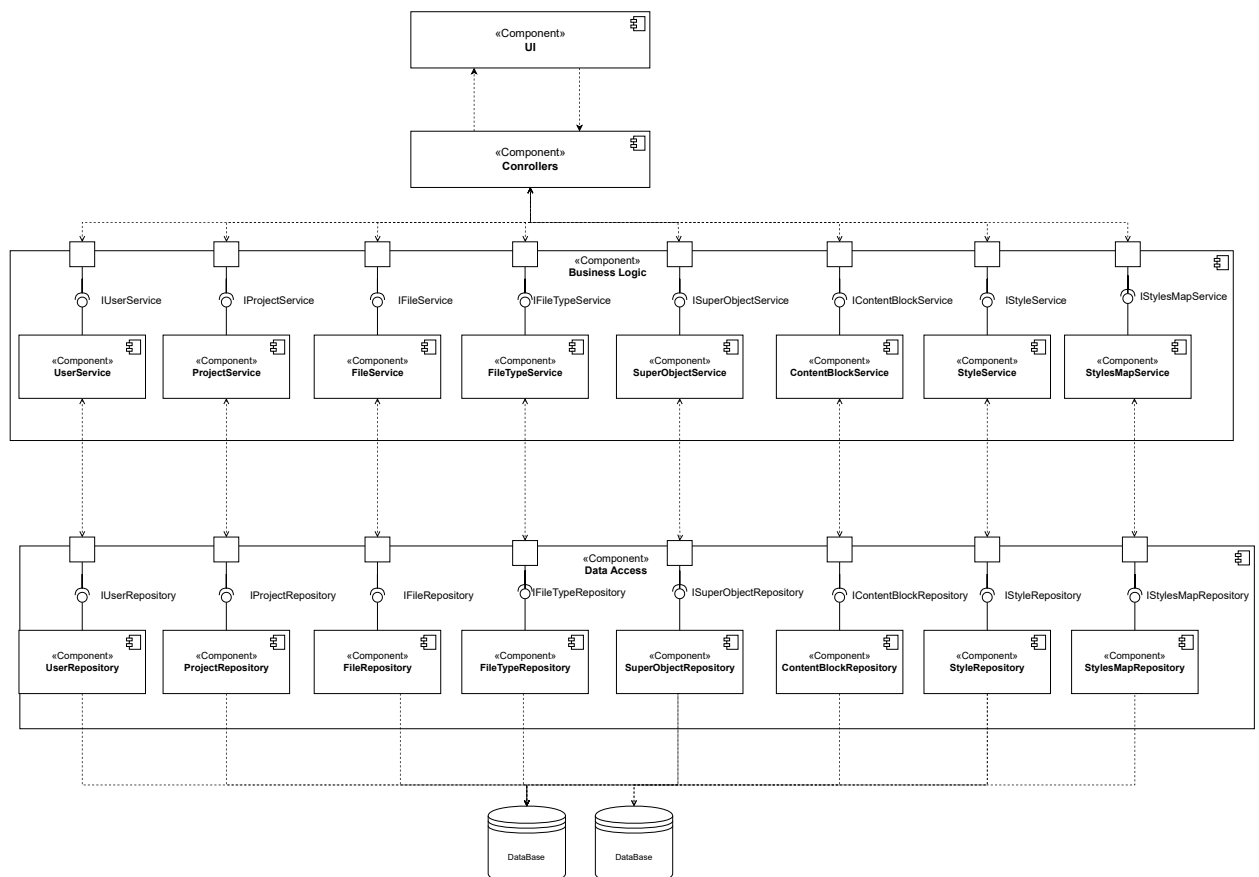 «Component»
UI
«Component»
Conrollers
«Component»
Business Logic
IUserService
IProjectService
IFileService
IFileTypeService
ISuperObjectService
IContentBlockService
IStyleService
IStylesMapService
«Component»
UserService
«Component»
ProjectService
«Component»
FileService
«Component»
FileTypeService
«Component»
SuperObjectService
«Component»
ContentBlockService
«Component»
StyleService
«Component»
StylesMapService
«Component»
Data Access
IUserRepository
IProjectRepository
IFileRepository
IFileTypeRepository
ISuperObjectRepository
IContentBlockRepository
IStyleRepository
IStylesMapRepository
«Component»
UserRepository
«Component»
ProjectRepository
«Component»
FileRepository
«Component»
FileTypeRepository
«Component»
SuperObjectRepository
«Component»
ContentBlockRepository
«Component»
StyleRepository
«Component»
StylesMapRepository
DataBase
DataBase